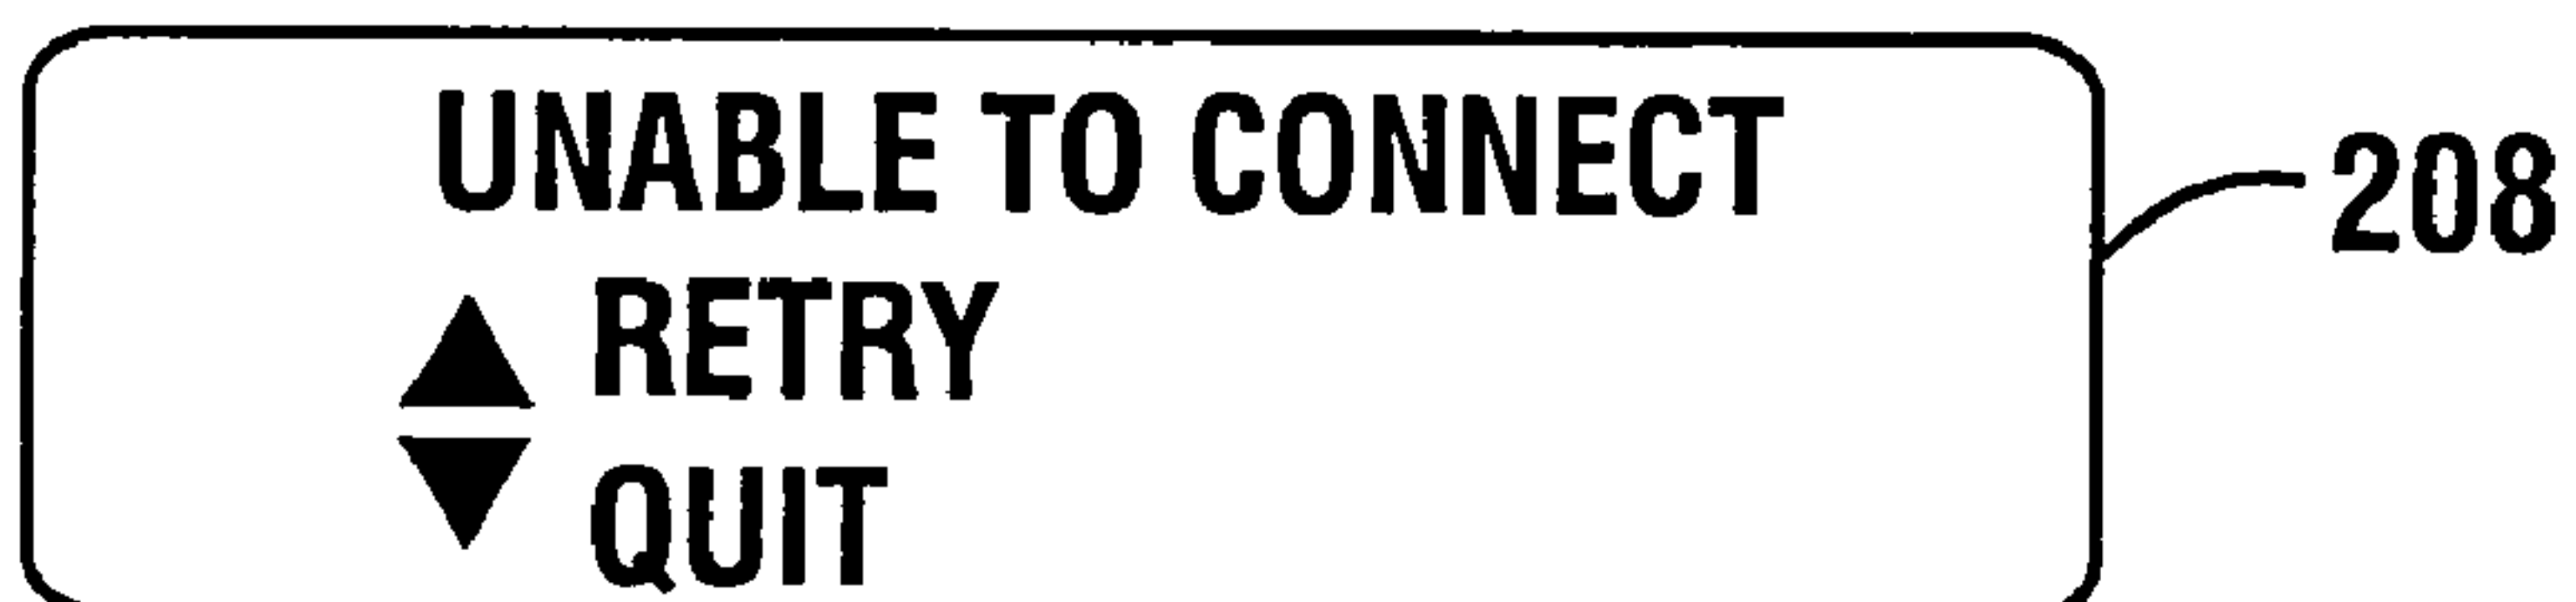 UNABLE TO CONNECT
208
▲ RETRY
▼ QUIT